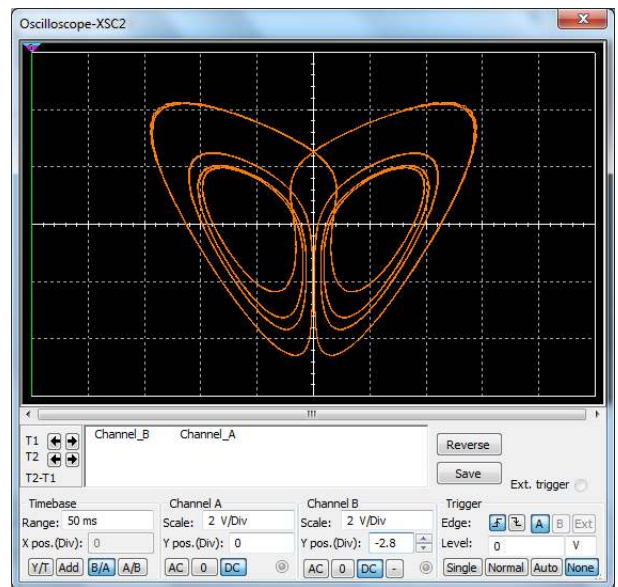 Oscilloscope-XSC2
T1
T2
T2-T1
Channel_B Channel_A
Reverse
Save
Ext. trigger
Timebase
Range: 50 ms
X pos.(Div): 0
Y/T Add B/A A/B
Channel A
Scale: 2 V/Div
Y pos.(Div): 0
AC 0 DC
Channel B
Scale: 2 V/Div
Y pos.(Div): -2.8
AC 0 DC -
Trigger
Edge: A B Ext
Level: 0 V
Single Normal Auto None